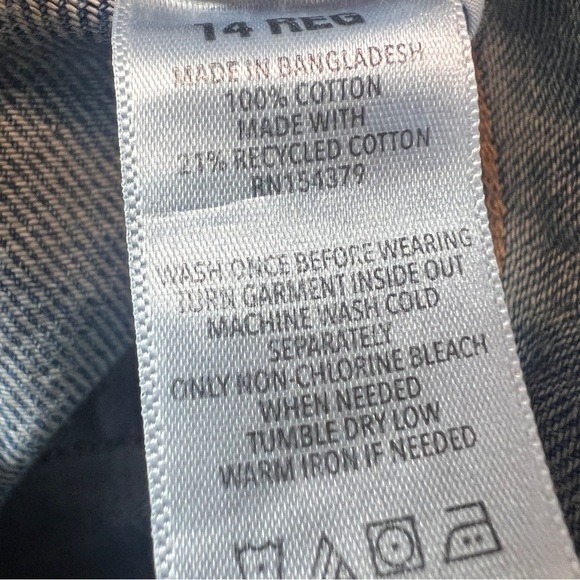 14 REG
MADE IN BANGLADESH
100% COTTON
MADE WITH
21% RECYCLED COTTON
RN154379
WASH ONCE BEFORE WEARING
TURN GARMENT INSIDE OUT
MACHINE WASH COLD
SEPARATELY
ONLY NON-CHLORINE BLEACH
WHEN NEEDED
TUMBLE DRY LOW
WARM IRON IF NEEDED